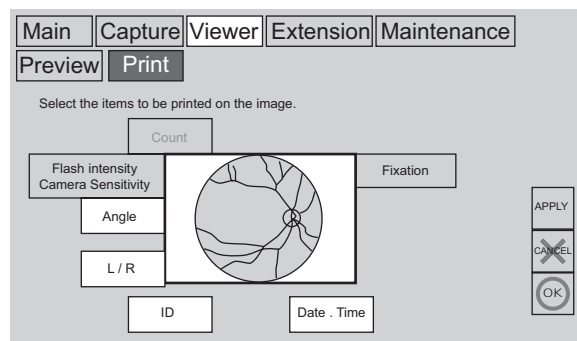 Main Capture Viewer Extension Maintenance
Preview Print
Select the items to be printed on the image.
Count
Flash intensity
Camera Sensitivity
Fixation
Angle
L / R
ID
Date . Time
APPLY
CANCEL
OK